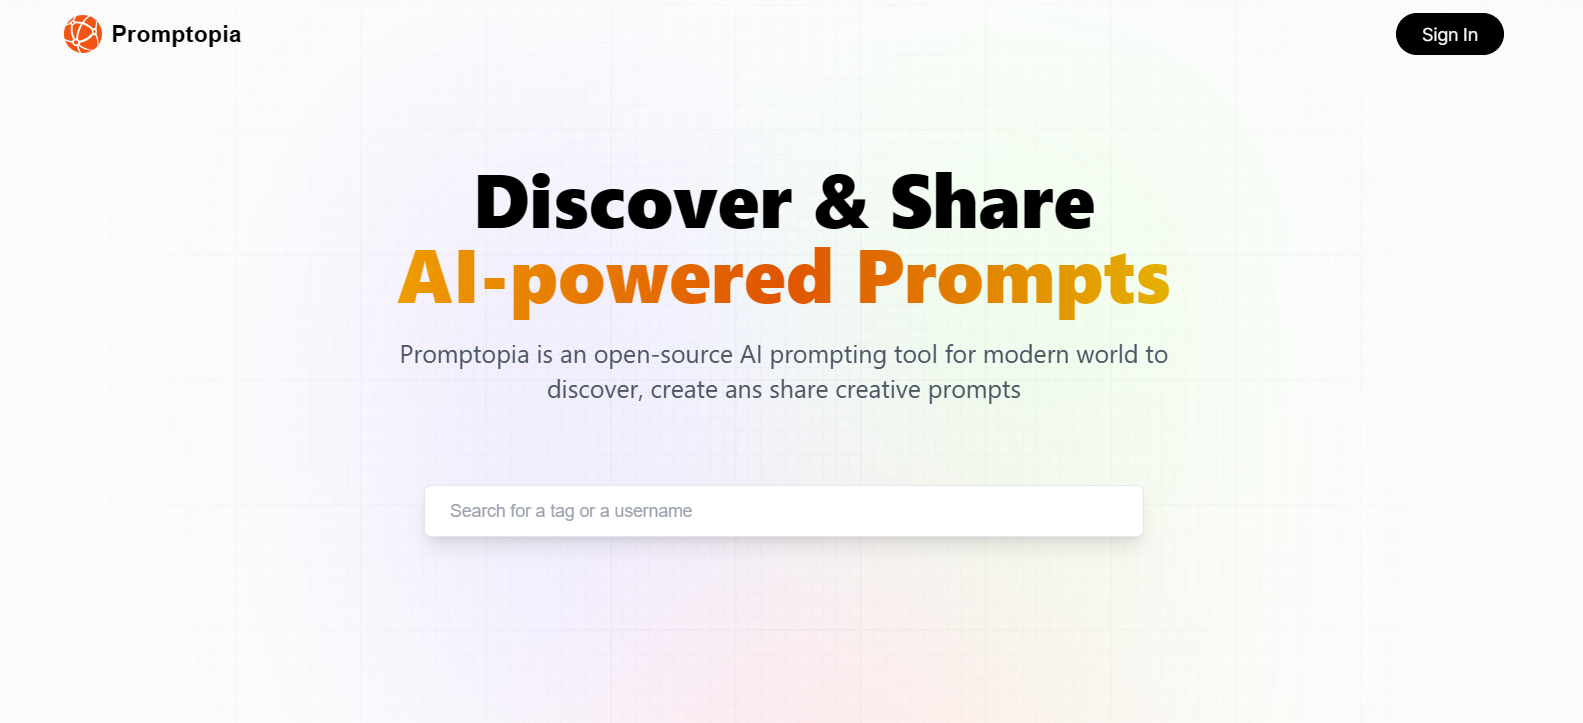 Promptopia
Sign In
Discover & Share
AI-powered Prompts
Promptopia is an open-source AI prompting tool for modern world to
discover, create ans share creative prompts
Search for a tag or a username